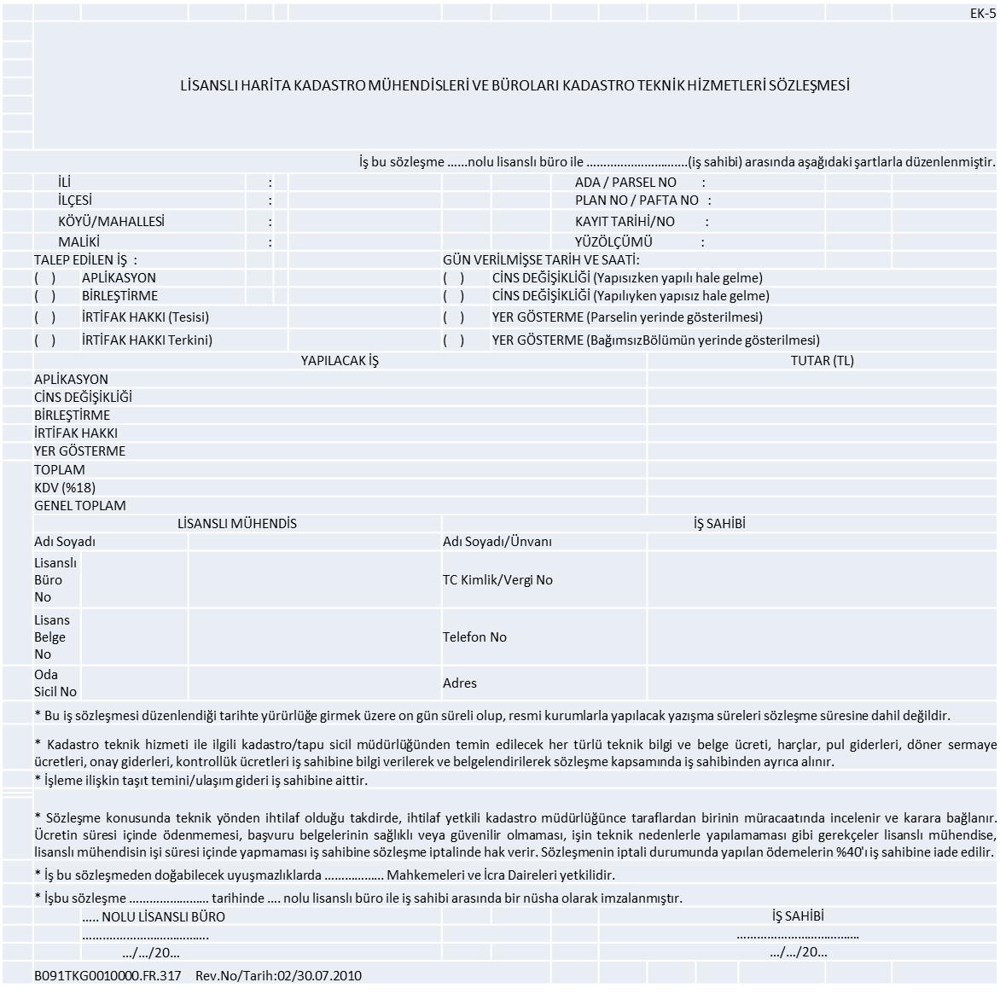 EK-5
LİSANSLI HARİTA KADASTRO MÜHENDİSLERİ VE BÜROLARI KADASTRO TEKNİK HİZMETLERİ SÖZLEŞMESİ
İş bu sözleşme ......nolu lisanslı büro ile ..............................(iş sahibi) arasında aşağıdaki şartlarla düzenlenmiştir.
İLİ : ADA / PARSEL NO :
İLÇESİ : PLAN NO / PAFTA NO :
KÖYÜ/MAHALLESİ : KAYIT TARİHİ/NO :
MALİKİ : YÜZÖLÇÜMÜ :
TALEP EDİLEN İŞ : GÜN VERİLMİŞSE TARİH VE SAATİ:
( ) APLİKASYON ( ) CİNS DEĞİŞİKLİĞİ (Yapısızken yapılı hale gelme)
( ) BİRLEŞTİRME ( ) CİNS DEĞİŞİKLİĞİ (Yapılıyken yapısız hale gelme)
( ) İRTİFAK HAKKI (Tesisi) ( ) YER GÖSTERME (Parselin yerinde gösterilmesi)
( ) İRTİFAK HAKKI Terkini) ( ) YER GÖSTERME (BağımsızBölümün yerinde gösterilmesi)
YAPILACAK İŞ TUTAR (TL)
APLİKASYON
CİNS DEĞİŞİKLİĞİ
BİRLEŞTİRME
İRTİFAK HAKKI
YER GÖSTERME
TOPLAM
KDV (%18)
GENEL TOPLAM
LİSANSLI MÜHENDİS İŞ SAHİBİ
Adı Soyadı Adı Soyadı/Ünvanı
Lisanslı
Büro
No
TC Kimlik/Vergi No
Lisans
Belge
No
Telefon No
Oda
Sicil No
Adres
* Bu iş sözleşmesi düzenlendiği tarihte yürürlüğe girmek üzere on gün süreli olup, resmi kurumlarla yapılacak yazışma süreleri sözleşme süresine dahil değildir.
* Kadastro teknik hizmeti ile ilgili kadastro/tapu sicil müdürlüğünden temin edilecek her türlü teknik bilgi ve belge ücreti, harçlar, pul giderleri, döner sermaye
ücretleri, onay giderleri, kontrollük ücretleri iş sahibine bilgi verilerek ve belgelendirilerek sözleşme kapsamında iş sahibinden ayrıca alınır.
* İşleme ilişkin taşıt temini/ulaşım gideri iş sahibine aittir.
* Sözleşme konusunda teknik yönden ihtilaf olduğu takdirde, ihtilaf yetkili kadastro müdürlüğünce taraflardan birinin müracaatında incelenir ve karara bağlanır.
Ücretin süresi içinde ödenmemesi, başvuru belgelerinin sağlıklı veya güvenilir olmaması, işin teknik nedenlerle yapılamaması gibi gerekçeler lisanslı mühendise,
lisanslı mühendisin işi süresi içinde yapmaması iş sahibine sözleşme iptalinde hak verir. Sözleşmenin iptali durumunda yapılan ödemelerin %40'ı iş sahibine iade edilir.
* İş bu sözleşmeden doğabilecek uyuşmazlıklarda .................. Mahkemeleri ve İcra Daireleri yetkilidir.
* İşbu sözleşme ........................ tarihinde .... nolu lisanslı büro ile iş sahibi arasında bir nüsha olarak imzalanmıştır.
..... NOLU LİSANSLI BÜRO İŞ SAHİBİ
...................................... .....................................
.../.../20... .../.../20...
B091TKG0010000.FR.317 Rev.No/Tarih:02/30.07.2010